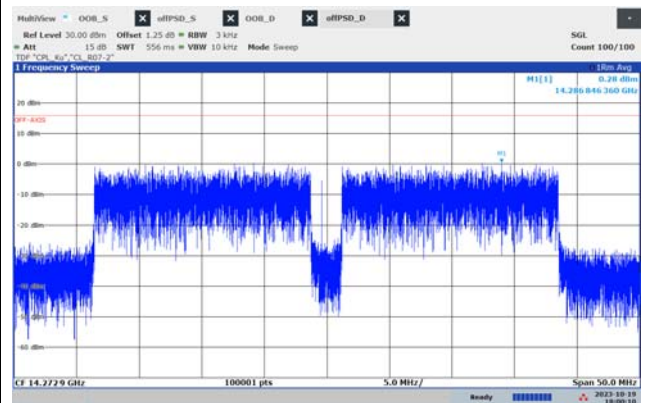 MultiView OOB_S X offPSD_S X OOB_D X offPSD_D X
Ref Level 30.00 dBm Offset 1.25 dB RBW 3 kHz SGL
Att 15 dB SWT 556 ms VBW 10 kHz Mode Sweep Count 100/100
TDF "CPL_Ku","CL_R07-2"
1 Frequency Sweep 1Rm Avg
M1[1] 0.28 dBm
14.286 846 360 GHz
20 dBm
OFF-AXIS
10 dBm
M1
0 dBm
-10 dBm
-20 dBm
-60 dBm
CF 14.2729 GHz 100001 pts 5.0 MHz/ Span 50.0 MHz
Ready 2023-10-19
19:00:10